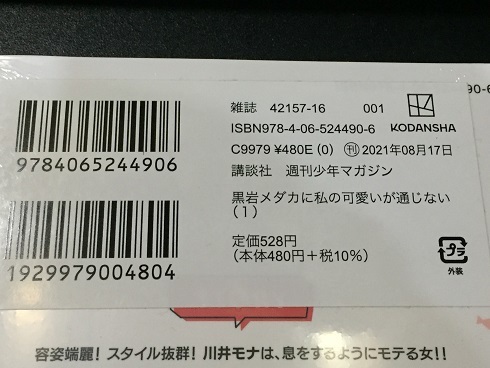 90-6
雑誌 42157-16 001
ISBN978-4-06-524490-6 KODANSHA
C9979 ¥480E (0) ㊞2021年08月17日
講談社 週刊少年マガジン
黒岩メダカに私の可愛いが通じない
(1)
定価528円
(本体480円+税10%)
プラ
外装
9784065244906
1929979004804
容姿端麗! スタイル抜群! 川井モナは、息をするようにモテる女!!